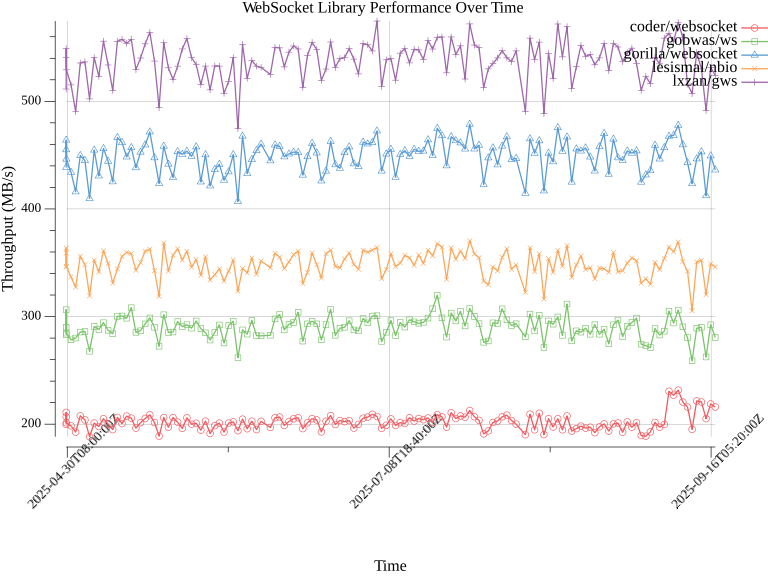 WebSocket Library Performance Over Time
coder/websocket
gobwas/ws
gorilla/websocket
lesismal/nbio
lxzan/gws
Throughput (MB/s)
500
400
300
200
2025-04-30T08:00:00Z
2025-07-08T18:40:00Z
2025-09-16T05:20:00Z
Time